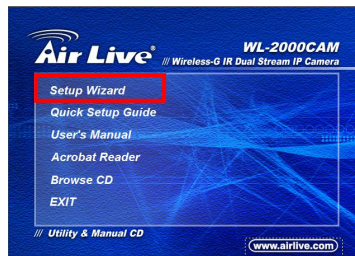 Air Live®
WL-2000CAM
/// Wireless-G IR Dual Stream IP Camera
Setup Wizard
Quick Setup Guide
User's Manual
Acrobat Reader
Browse CD
EXIT
/// Utility & Manual CD
www.airlive.com